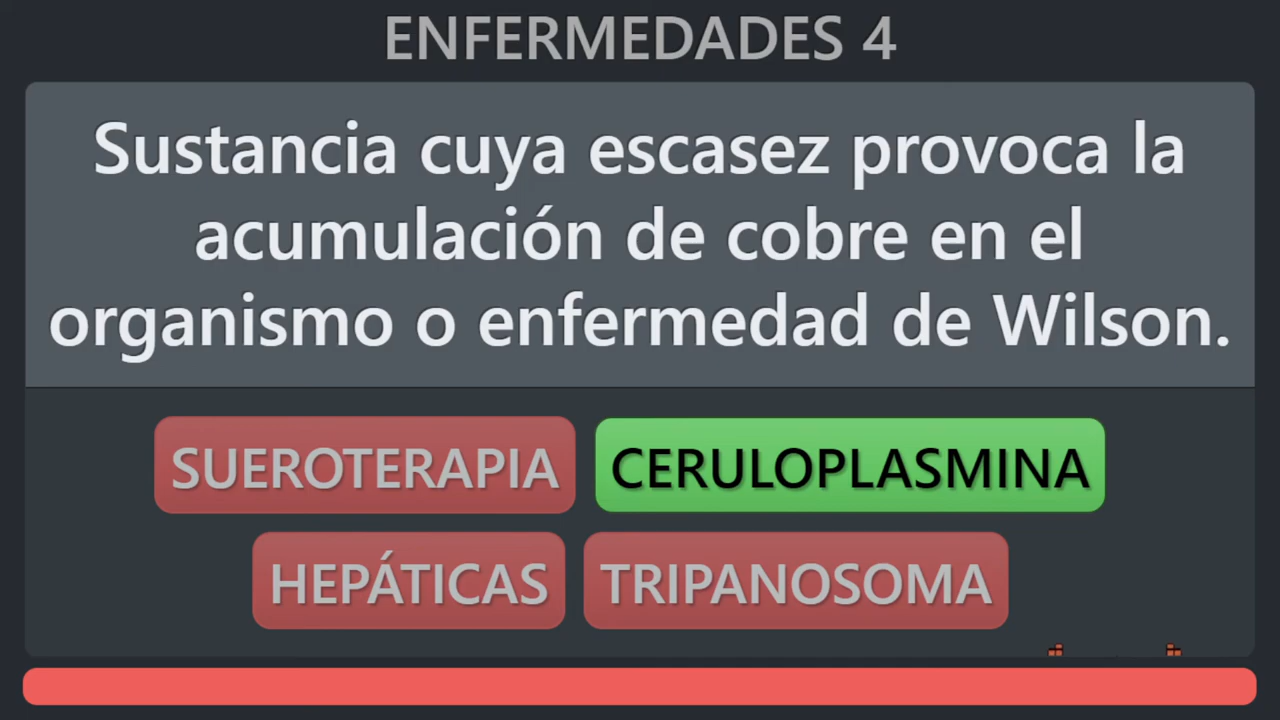 ENFERMEDADES 4
Sustancia cuya escasez provoca la
acumulación de cobre en el
organismo o enfermedad de Wilson.
SUEROTERAPIA CERULOPLASMINA
HEPÁTICAS TRIPANOSOMA